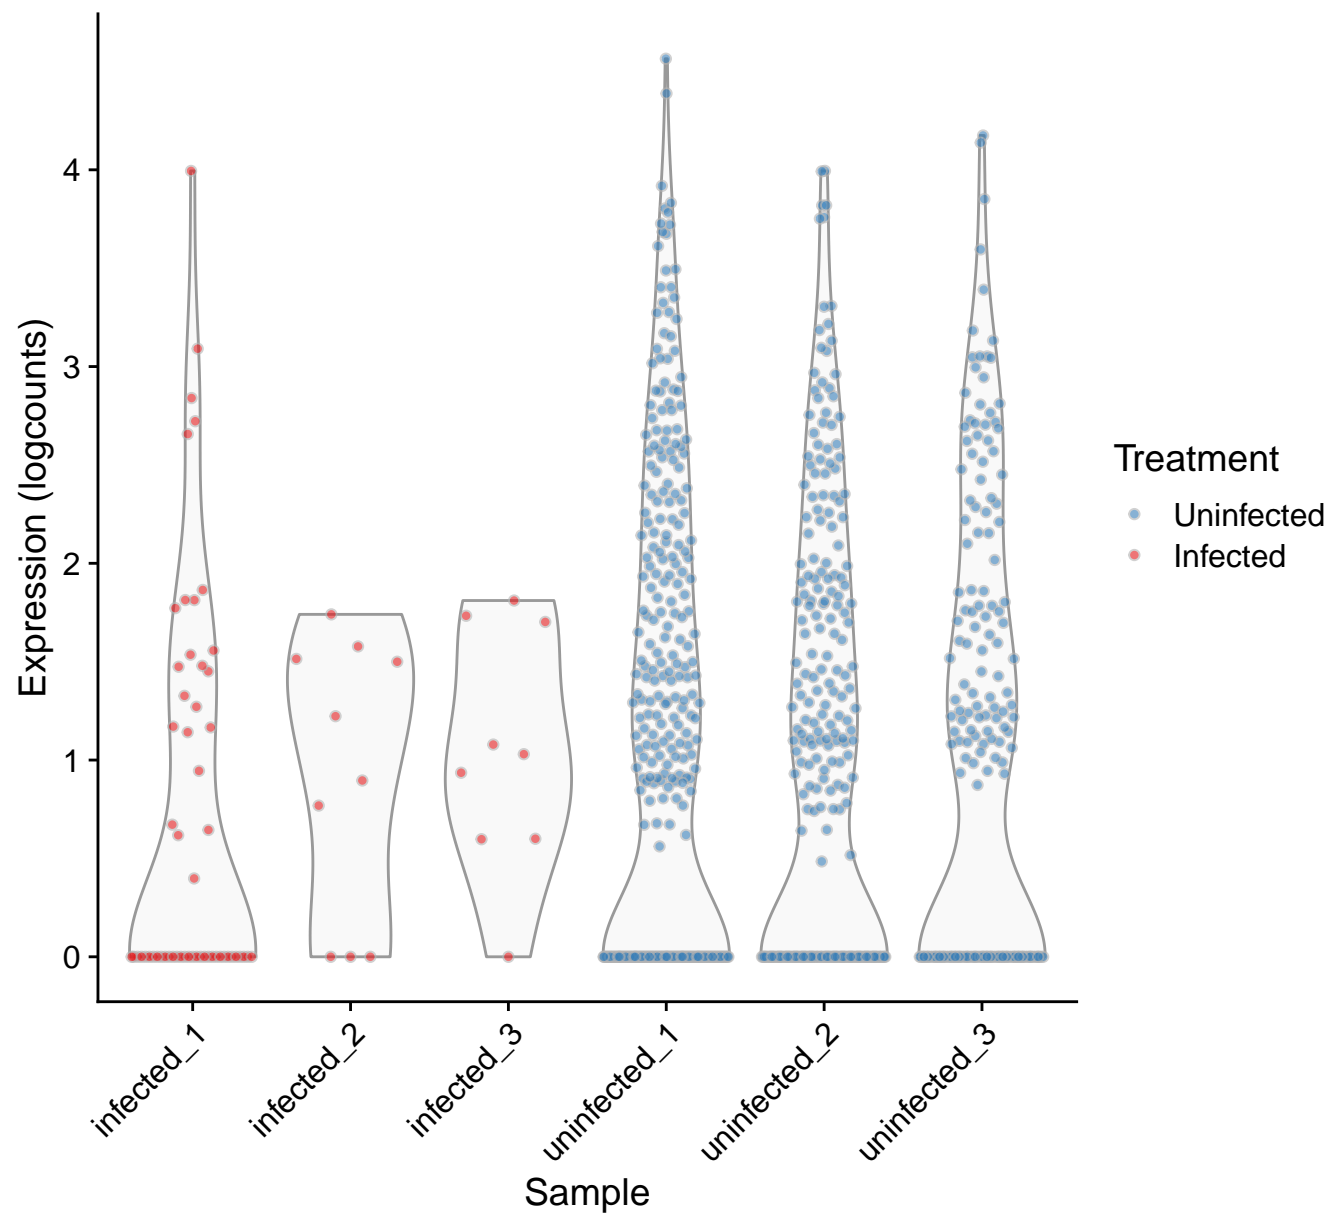 Expression (logcounts)
4
3
2
1
0
infected_1
infected_2
infected_3
uninfected_1
uninfected_2
uninfected_3
Sample
Treatment
Uninfected
Infected